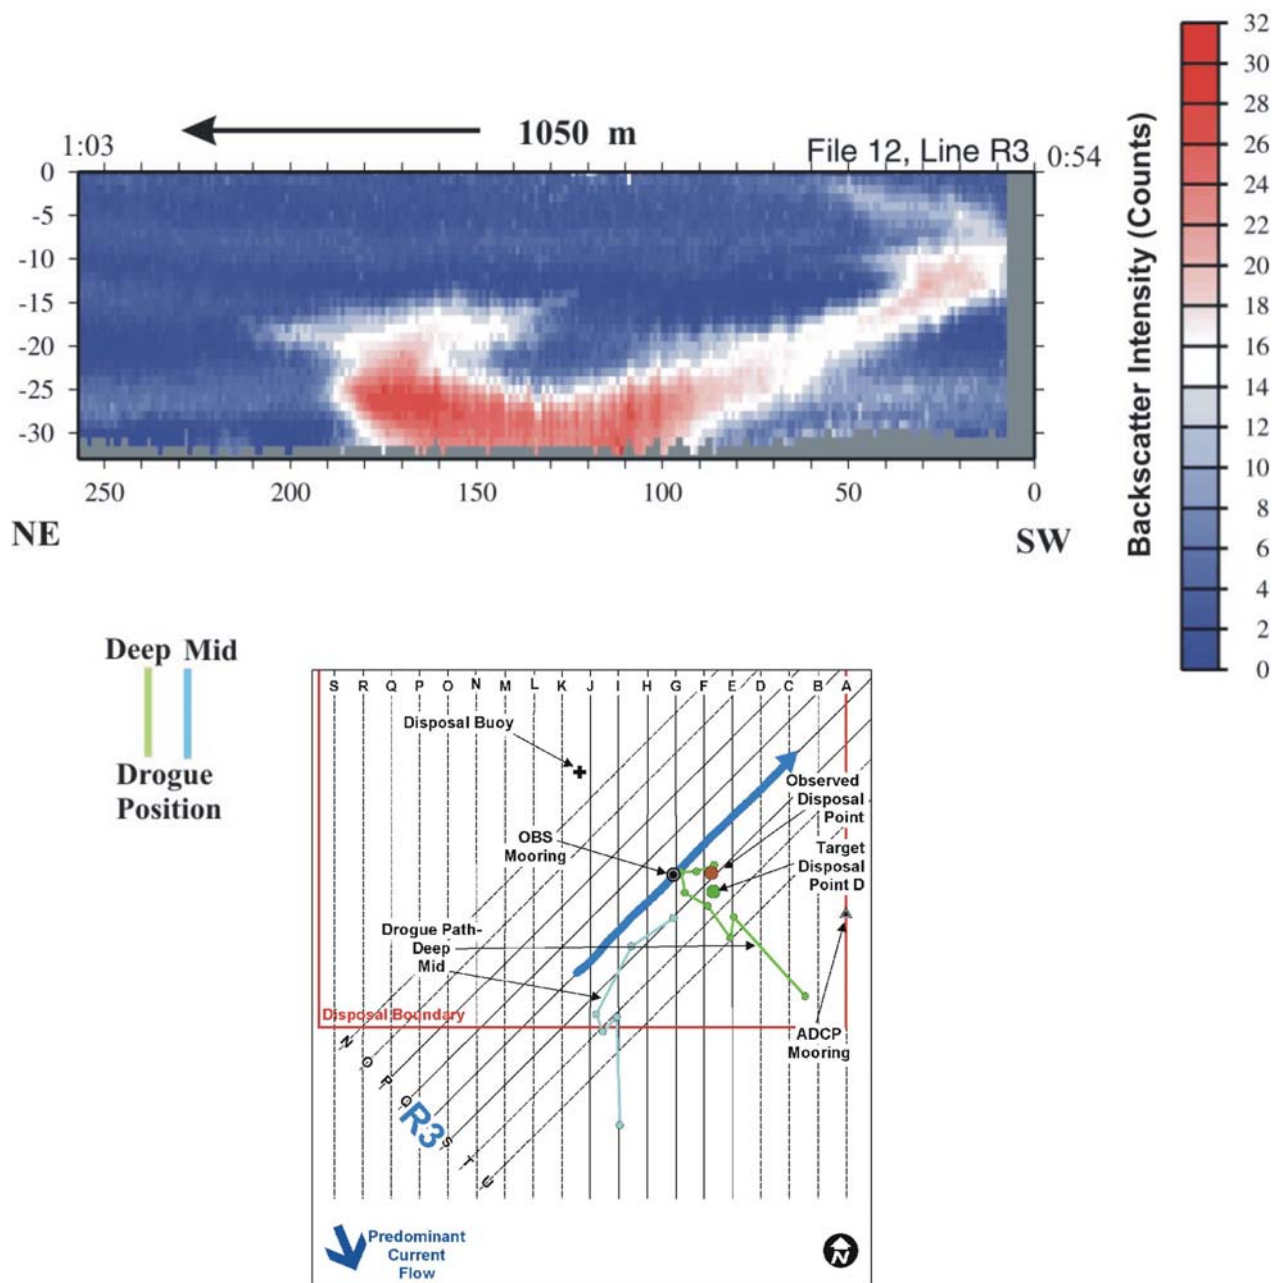 1050 m
1:03
File 12, Line R3
0:54
0
-5
-10
-15
-20
-25
-30
250 200 150 100 50 0
NE
SW
Backscatter Intensity (Counts)
32
30
28
26
24
22
20
18
16
14
12
10
8
6
4
2
0
Deep Mid
Drogue
Position
S R Q P O N M L K J I H G F E D C B A
Disposal Buoy
Observed
Disposal
Point
OBS
Mooring
Target
Disposal
Point D
Drogue Path-
Deep
Mid
Disposal Boundary
ADCP
Mooring
N
O
P
Q
R3
S
T
U
Predominant
Current
Flow
N